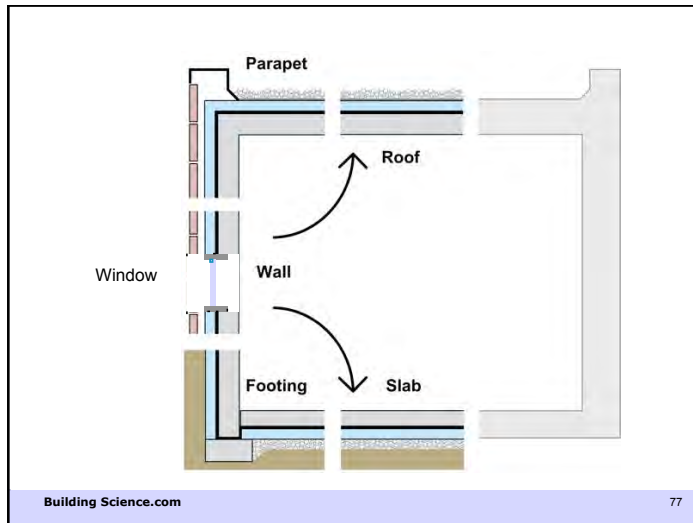 Parapet
Roof
Window
Wall
Footing
Slab
Building Science.com
77